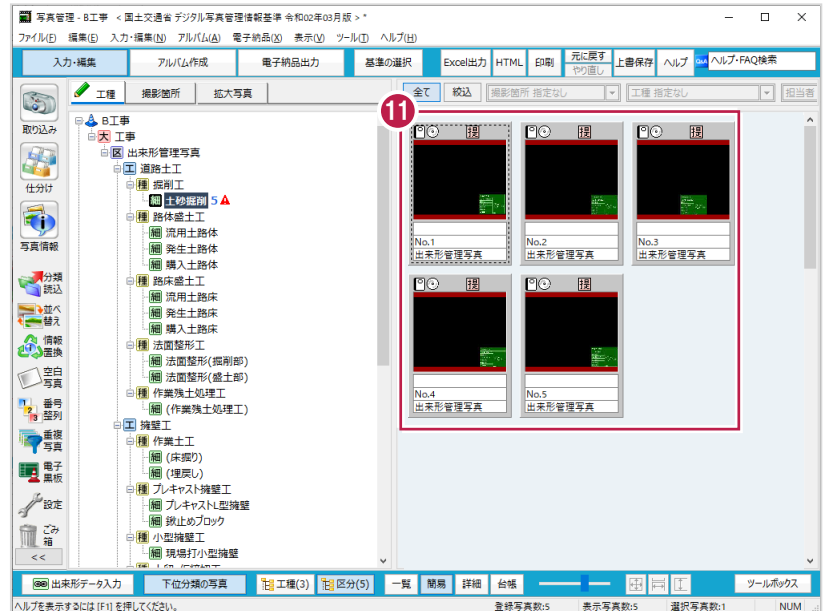 写真管理 - B工事 < 国土交通省 デジタル写真管理情報基準 令和02年03月版 > *
ファイル(F) 編集(E) 入力・編集(N) アルバム(A) 電子納品(X) 表示(V) ツール(T) ヘルプ(H)
入力・編集 アルバム作成 電子納品出力 基準の選択 Excel出力 HTML 印刷 元に戻す やり直し 上書保存 ヘルプ Q&A ヘルプ・FAQ検索
工種 撮影箇所 拡大写真 全て 絞込 撮影箇所 指定なし 工種 指定なし 担当者
11
取り込み
仕分け
写真情報
分類読込
並べ替え
情報置換
空白写真
番号整列
重複写真
電子黒板
設定
ごみ箱
<<
B工事
大 工事
区 出来形管理写真
工 道路土工
種 掘削工
細 土砂掘削 5
種 路体盛土工
細 流用土路体
細 発生土路体
細 購入土路体
種 路床盛土工
細 流用土路床
細 発生土路床
細 購入土路床
種 法面整形工
細 法面整形(掘削部)
細 法面整形(盛土部)
種 作業残土処理工
細 (作業残土処理工)
工 擁壁工
種 作業土工
細 (床掘り)
細 (埋戻し)
種 プレキャスト擁壁工
細 プレキャストL型擁壁
細 鍬止めブロック
種 小型擁壁工
細 現場打小型擁壁
提 提 提
No.1 No.2 No.3
出来形管理写真 出来形管理写真 出来形管理写真
提 提
No.4 No.5
出来形管理写真 出来形管理写真
出来形データ入力 下位分類の写真 工種(3) 区分(5) 一覧 簡易 詳細 台帳 ツールボックス
ヘルプを表示するには [F1] を押してください。 登録写真数:5 表示写真数:5 選択写真数:1 NUM